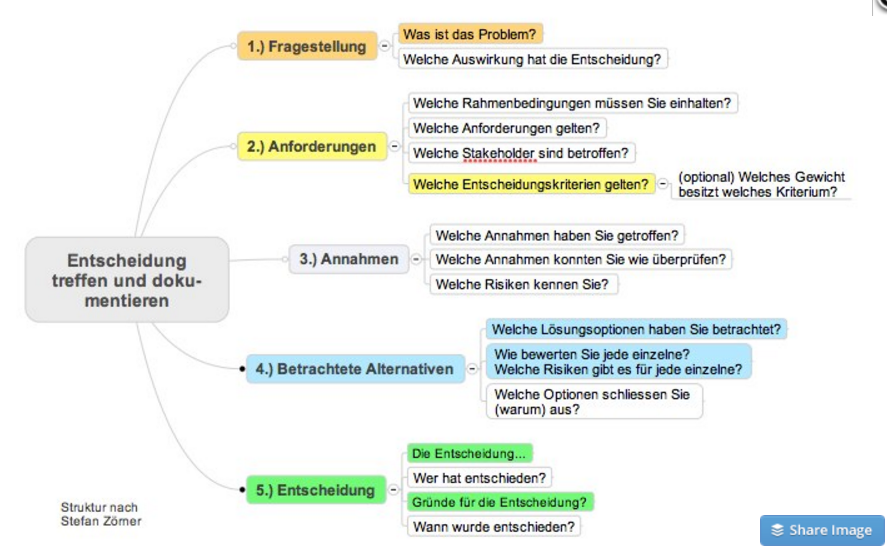 1.) Fragestellung
Was ist das Problem?
Welche Auswirkung hat die Entscheidung?
2.) Anforderungen
Welche Rahmenbedingungen müssen Sie einhalten?
Welche Anforderungen gelten?
Welche Stakeholder sind betroffen?
Welche Entscheidungskriterien gelten?
(optional) Welches Gewicht
besitzt welches Kriterium?
Entscheidung
treffen und doku-
mentieren
3.) Annahmen
Welche Annahmen haben Sie getroffen?
Welche Annahmen konnten Sie wie überprüfen?
Welche Risiken kennen Sie?
4.) Betrachtete Alternativen
Welche Lösungsoptionen haben Sie betrachtet?
Wie bewerten Sie jede einzelne?
Welche Risiken gibt es für jede einzelne?
Welche Optionen schliessen Sie
(warum) aus?
5.) Entscheidung
Die Entscheidung...
Wer hat entschieden?
Gründe für die Entscheidung?
Wann wurde entschieden?
Struktur nach
Stefan Zörner
Share Image